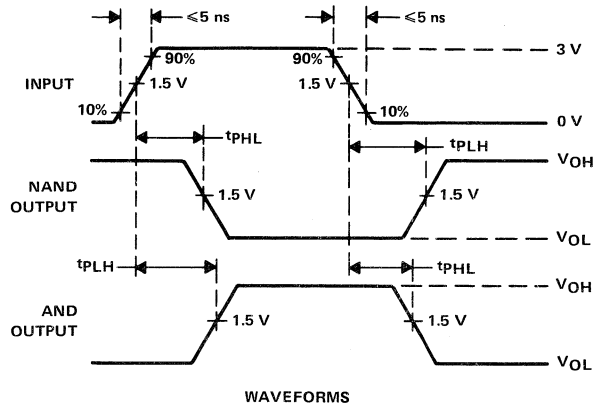 ≤5 ns ≤5 ns
90% 90% 3 V
INPUT 1.5 V 1.5 V
10% 10% 0 V
tPHL tPLH
NAND OUTPUT 1.5 V 1.5 V VOH
VOL
tPLH tPHL
AND OUTPUT 1.5 V 1.5 V VOH
VOL
WAVEFORMS